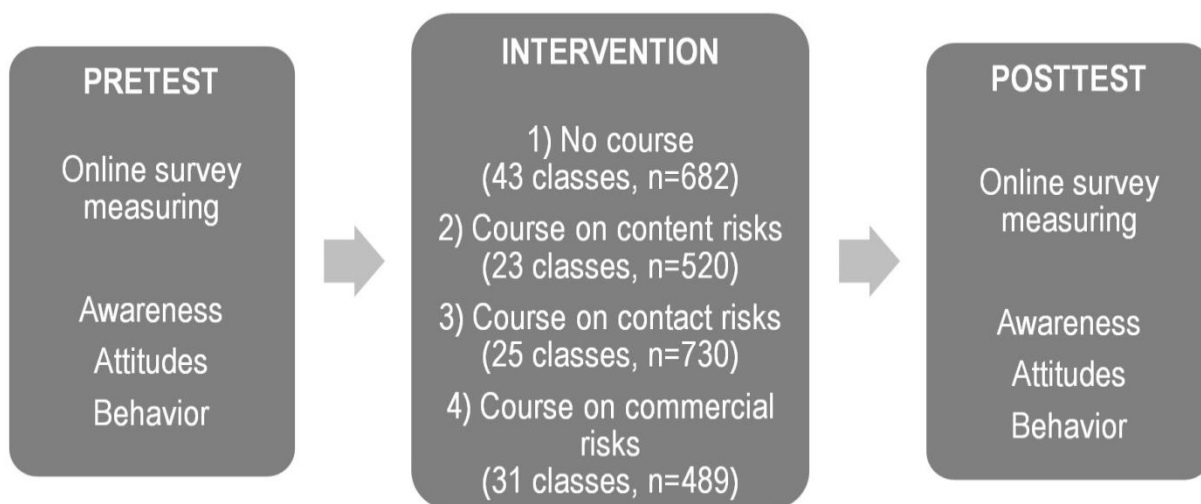 PRETEST
Online survey
measuring
Awareness
Attitudes
Behavior
INTERVENTION
1) No course
(43 classes, n=682)
2) Course on content risks
(23 classes, n=520)
3) Course on contact risks
(25 classes, n=730)
4) Course on commercial
risks
(31 classes, n=489)
POSTTEST
Online survey
measuring
Awareness
Attitudes
Behavior